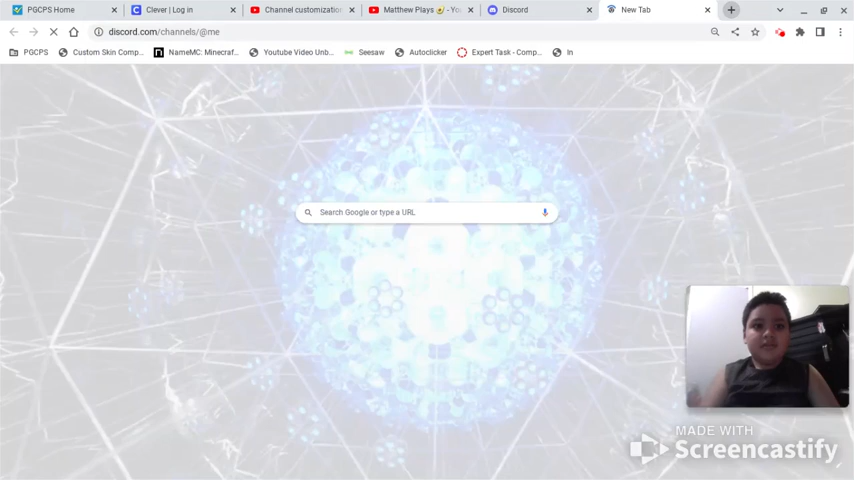 PGCPS Home
Clever | Log in
Channel customization
Matthew Plays 🤌 - Yo
Discord
New Tab
discord.com/channels/@me
PGCPS
Custom Skin Comp...
NameMC: Minecraf...
Youtube Video Unb...
Seesaw
Autoclicker
Expert Task - Comp...
In
Search Google or type a URL
MADE WITH
Screencastify